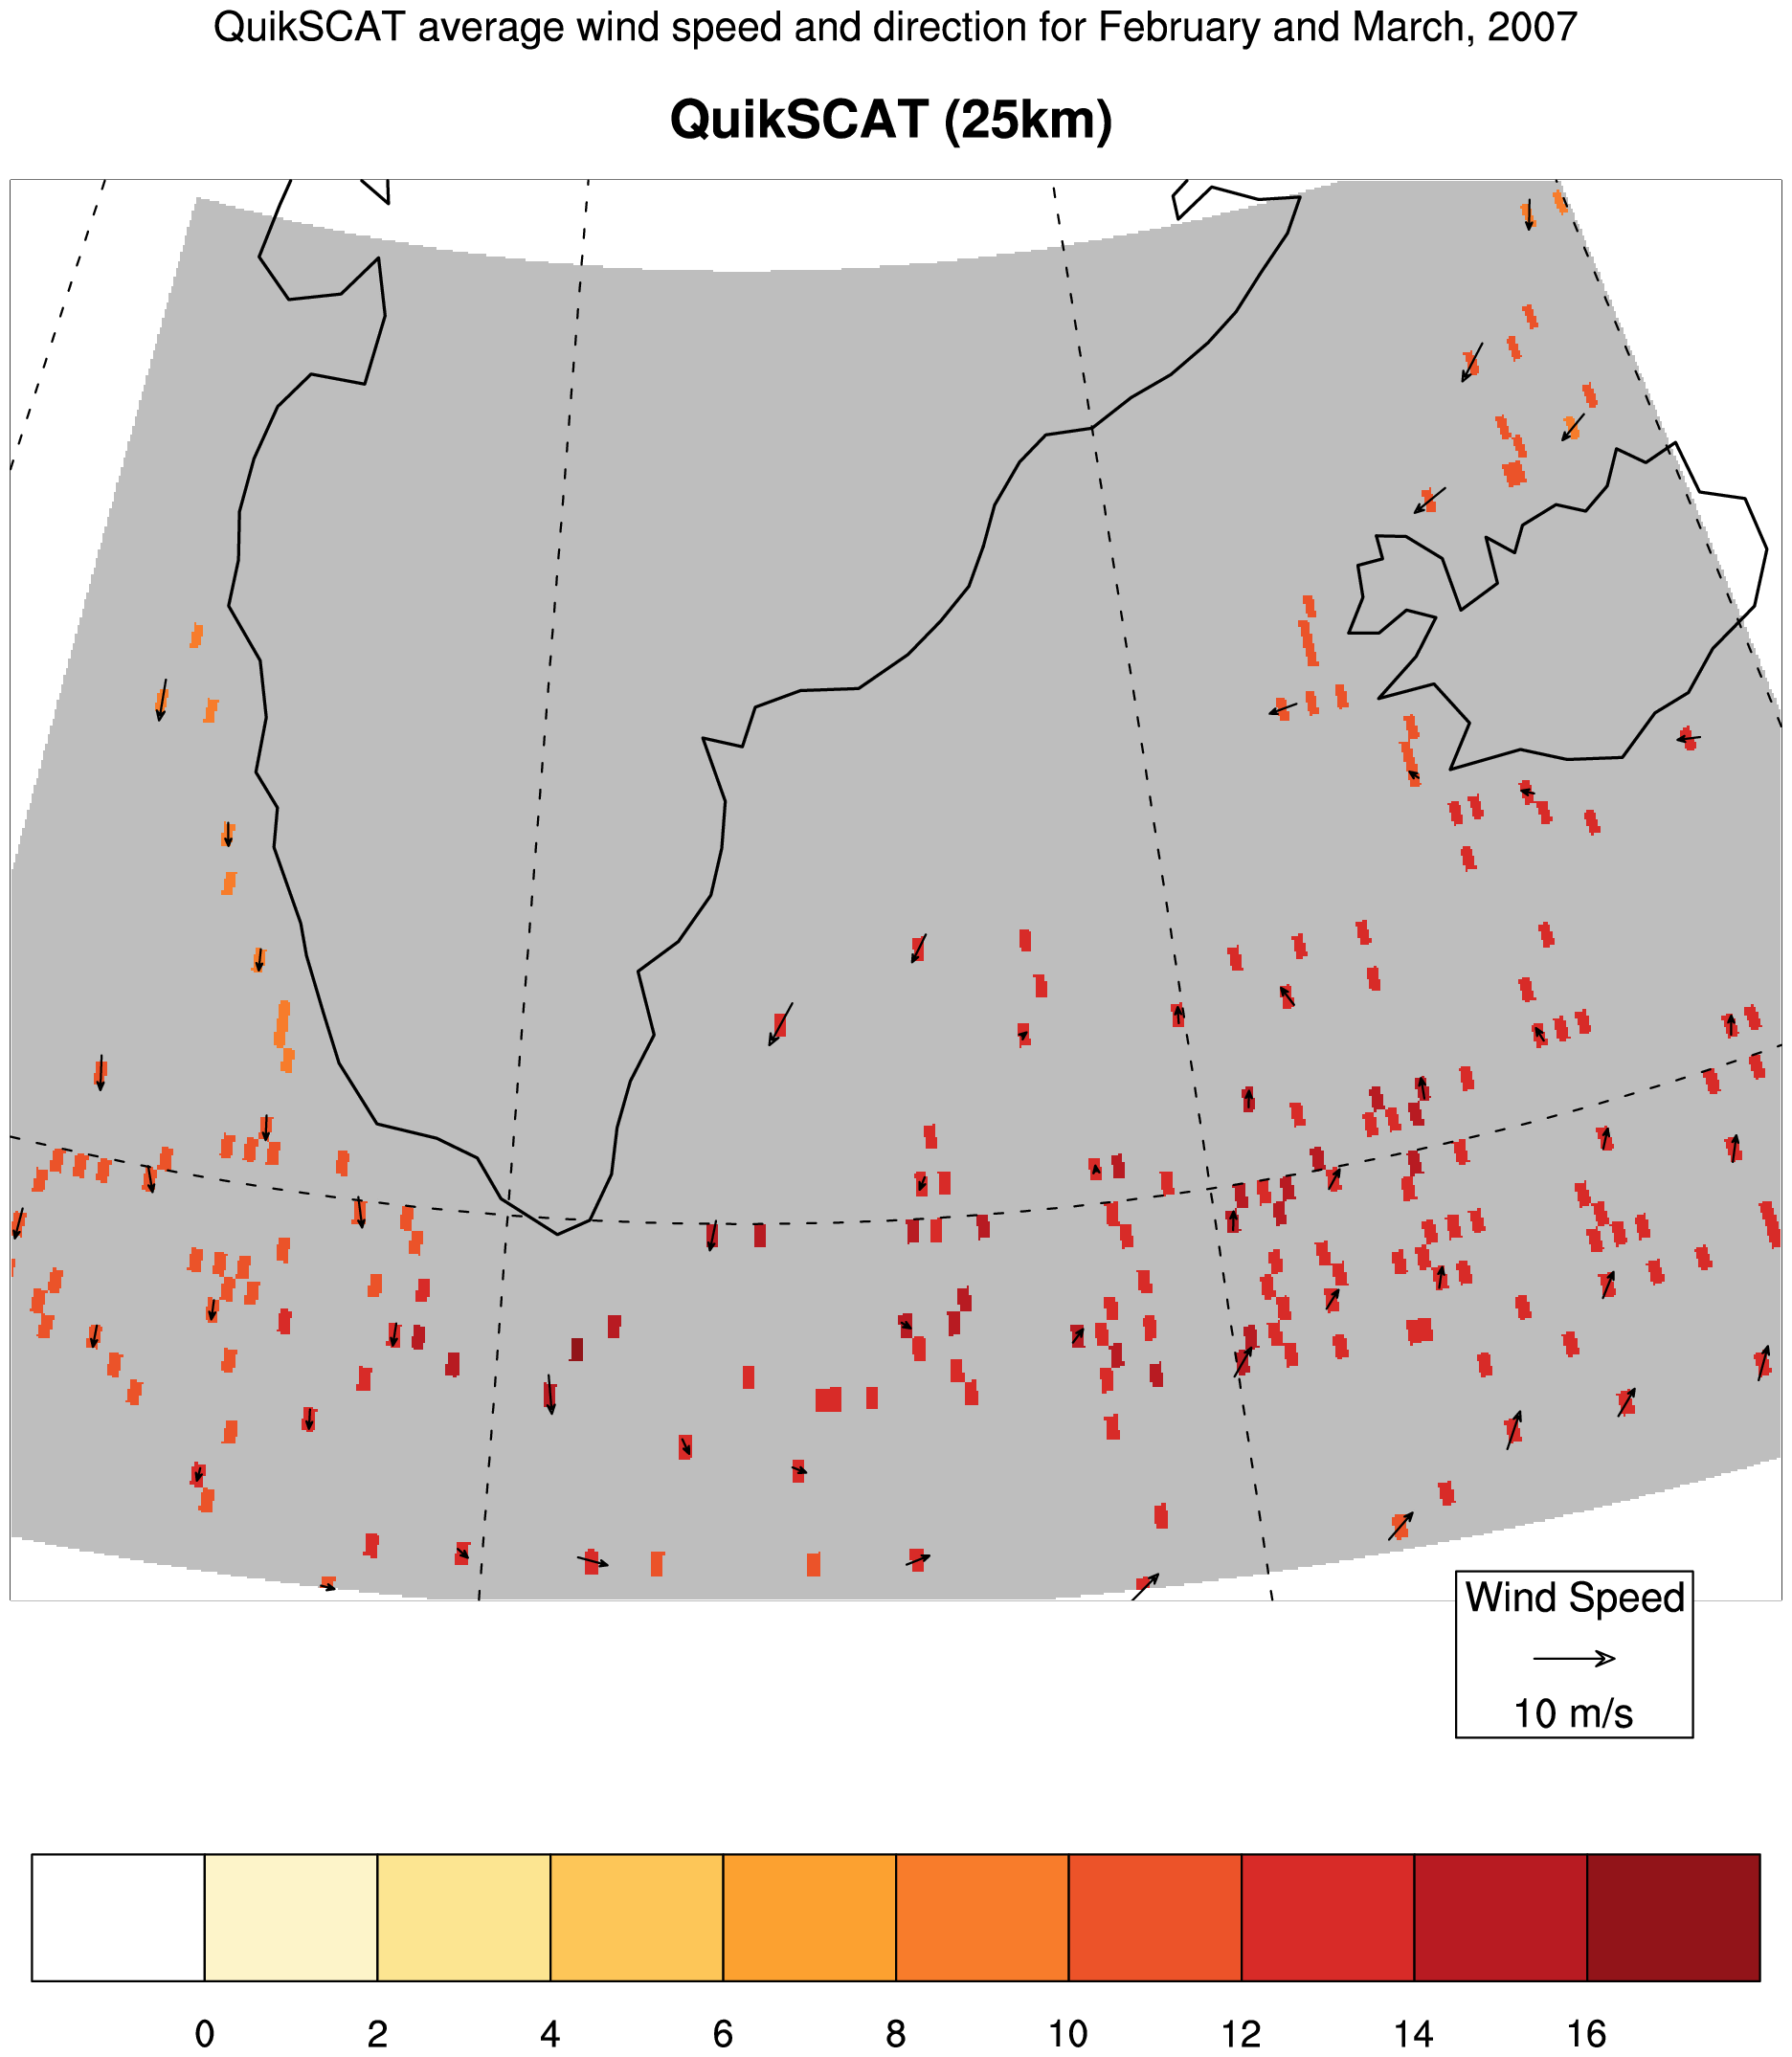 QuikSCAT average wind speed and direction for February and March, 2007
QuikSCAT (25km)
Wind Speed
10 m/s
0 2 4 6 8 10 12 14 16